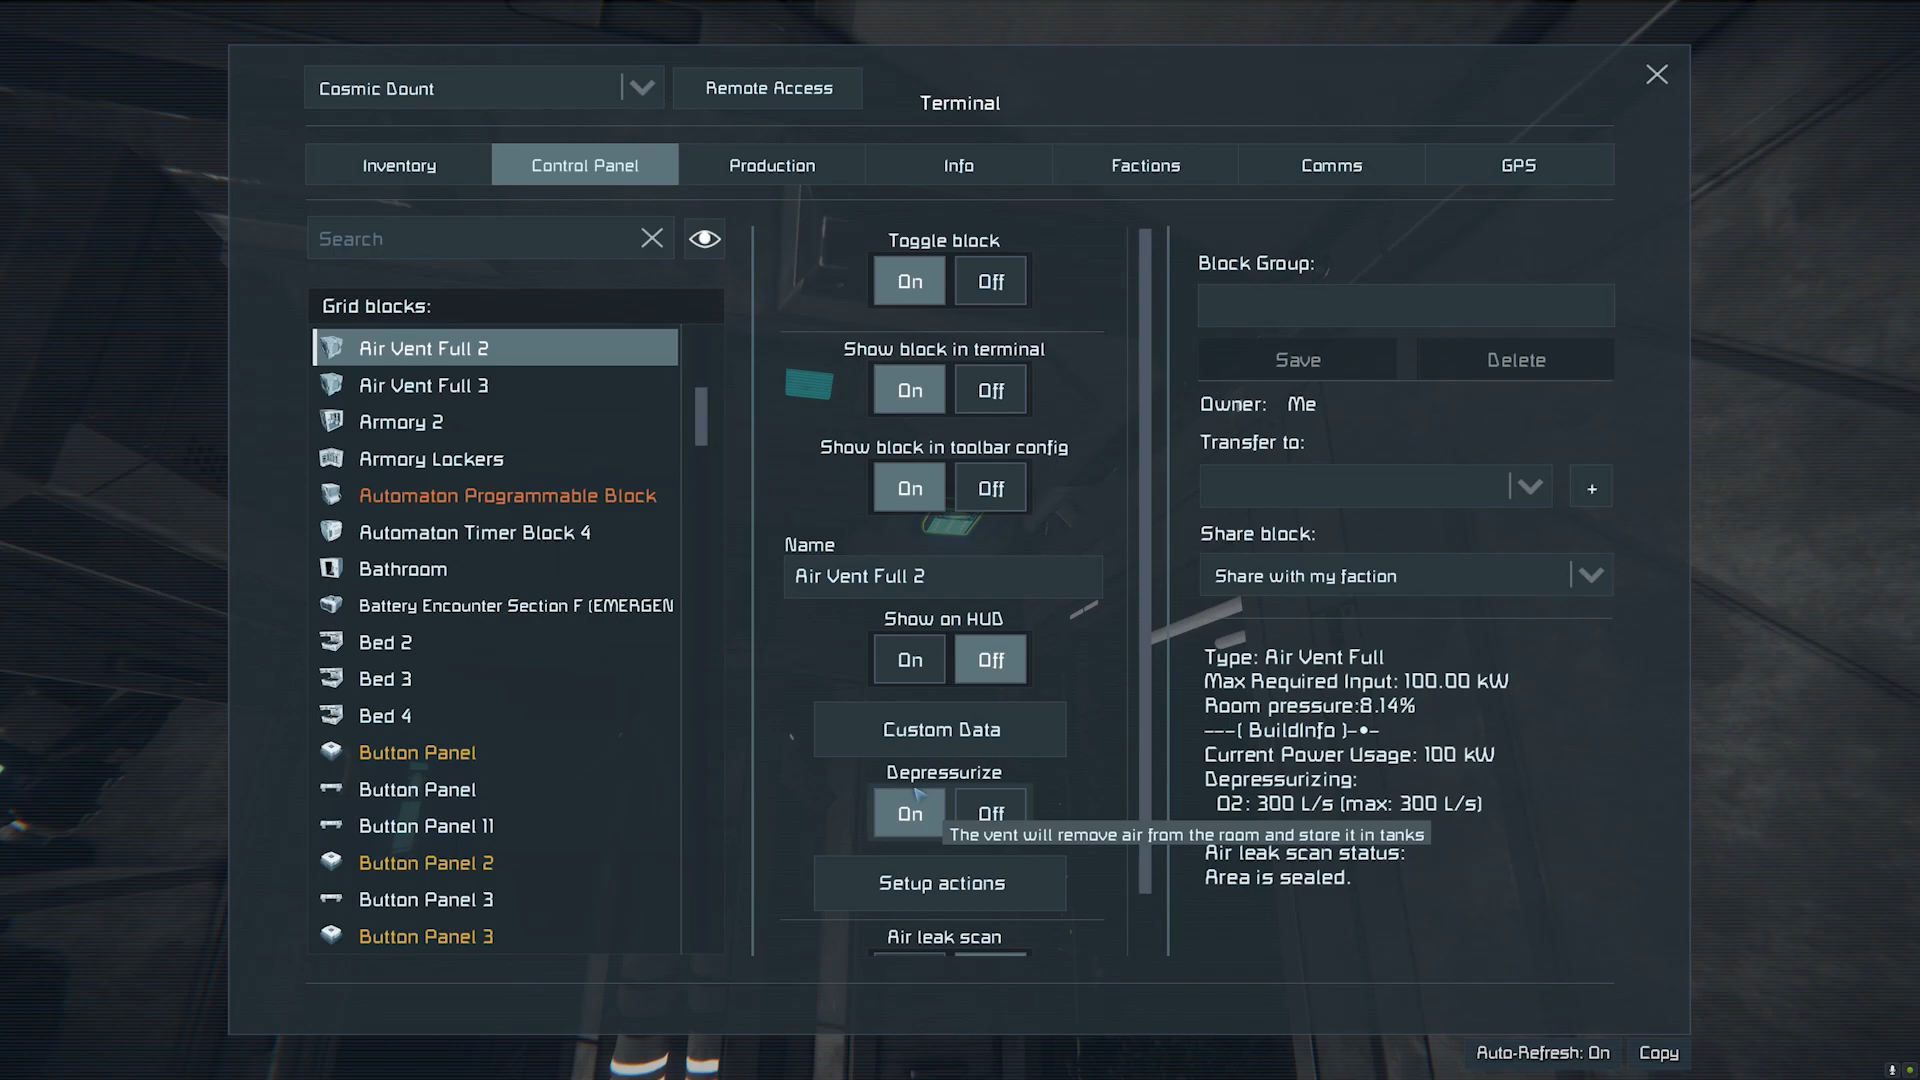 Cosmic Dount
Remote Access
Terminal
Inventory
Control Panel
Production
Info
Factions
Comms
GPS
Search
Grid blocks:
Air Vent Full 2
Air Vent Full 3
Armory 2
Armory Lockers
Automaton Programmable Block
Automaton Timer Block 4
Bathroom
Battery Encounter Section F (EMERGEN
Bed 2
Bed 3
Bed 4
Button Panel
Button Panel
Button Panel 11
Button Panel 2
Button Panel 3
Button Panel 3
Toggle block
On Off
Show block in terminal
On Off
Show block in toolbar config
On Off
Name
Air Vent Full 2
Show on HUD
On Off
Custom Data
Depressurize
On Off
The vent will remove air from the room and store it in tanks
Setup actions
Air leak scan
Block Group:
Save Delete
Owner: Me
Transfer to:
+
Share block:
Share with my faction
Type: Air Vent Full
Max Required Input: 100.00 kW
Room pressure:8.14%
---( BuildInfo )-•-
Current Power Usage: 100 kW
Depressurizing:
O2: 300 L/s (max: 300 L/s)
Air leak scan status:
Area is sealed.
Auto-Refresh: On
Copy